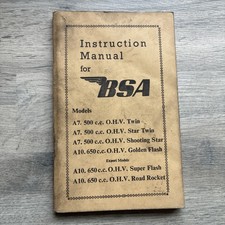 Instruction
Manual
for
BSA
Models
A7. 500 c.c. O.H.V. Twin
A7. 500 c.c. O.H.V. Star Twin
A7. 500 c.c. O.H.V. Shooting Star
A10. 650 c.c. O.H.V. Golden Flash
Export Models
A10. 650 c.c. O.H.V. Super Flash
A10. 650 c.c. O.H.V. Road Rocket